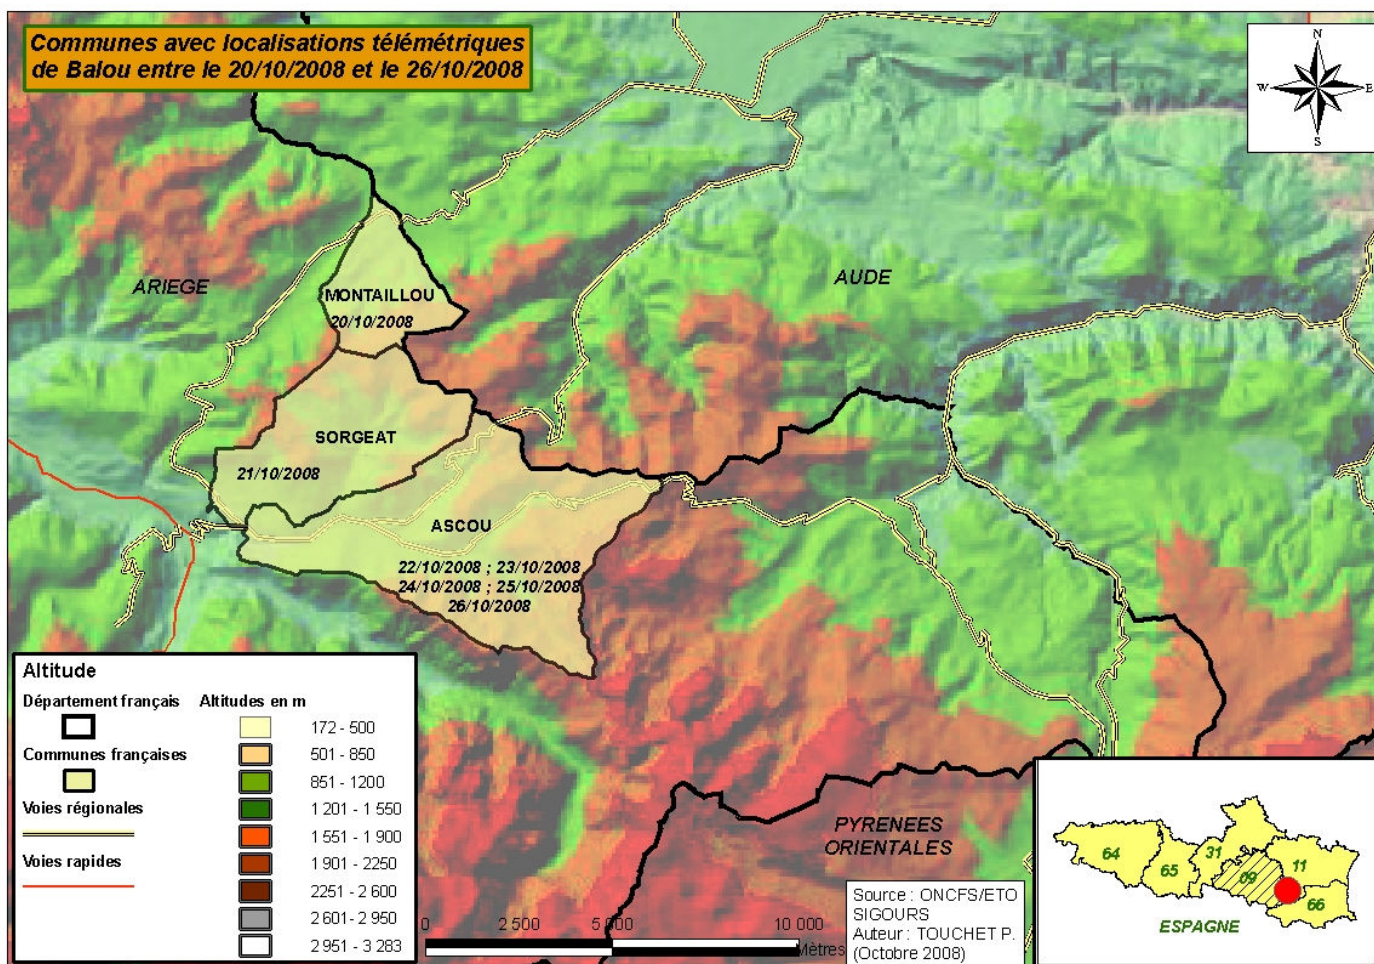 Communes avec localisations télémétriques
de Balou entre le 20/10/2008 et le 26/10/2008
N
W
E
S
ARIEGE
AUDE
MONTAILLOU
20/10/2008
SORGEAT
21/10/2008
ASCOU
22/10/2008 ; 23/10/2008
24/10/2008 ; 25/10/2008
26/10/2008
PYRENEES
ORIENTALES
Altitude
Département français
Communes françaises
Voies régionales
Voies rapides
Altitudes en m
172 - 500
501 - 850
851 - 1200
1 201 - 1 550
1 551 - 1 900
1 901 - 2250
2251 - 2 600
2 601 - 2 950
2 951 - 3 283
0 2 500 5 000 10 000
Mètres
Source : ONCFS/ETO
SIGOURS
Auteur : TOUCHET P.
(Octobre 2008)
64
65
31
09
11
66
ESPAGNE